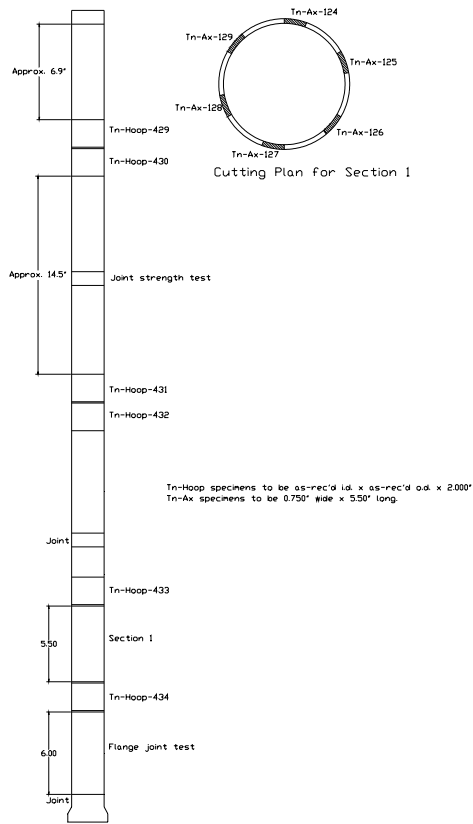 Tn-Ax-124
Tn-Ax-129
Tn-Ax-125
Approx. 6.9"
Tn-Ax-128
Tn-Hoop-429
Tn-Ax-126
Tn-Ax-127
Tn-Hoop-430
Cutting Plan for Section 1
Approx. 14.5"
Joint strength test
Tn-Hoop-431
Tn-Hoop-432
Tn-Hoop specimens to be as-rec'd i.d. x as-rec'd o.d. x 2.000"
Tn-Ax specimens to be 0.750" wide x 5.50" long.
Joint
Tn-Hoop-433
5.50
Section 1
Tn-Hoop-434
6.00
Flange joint test
Joint